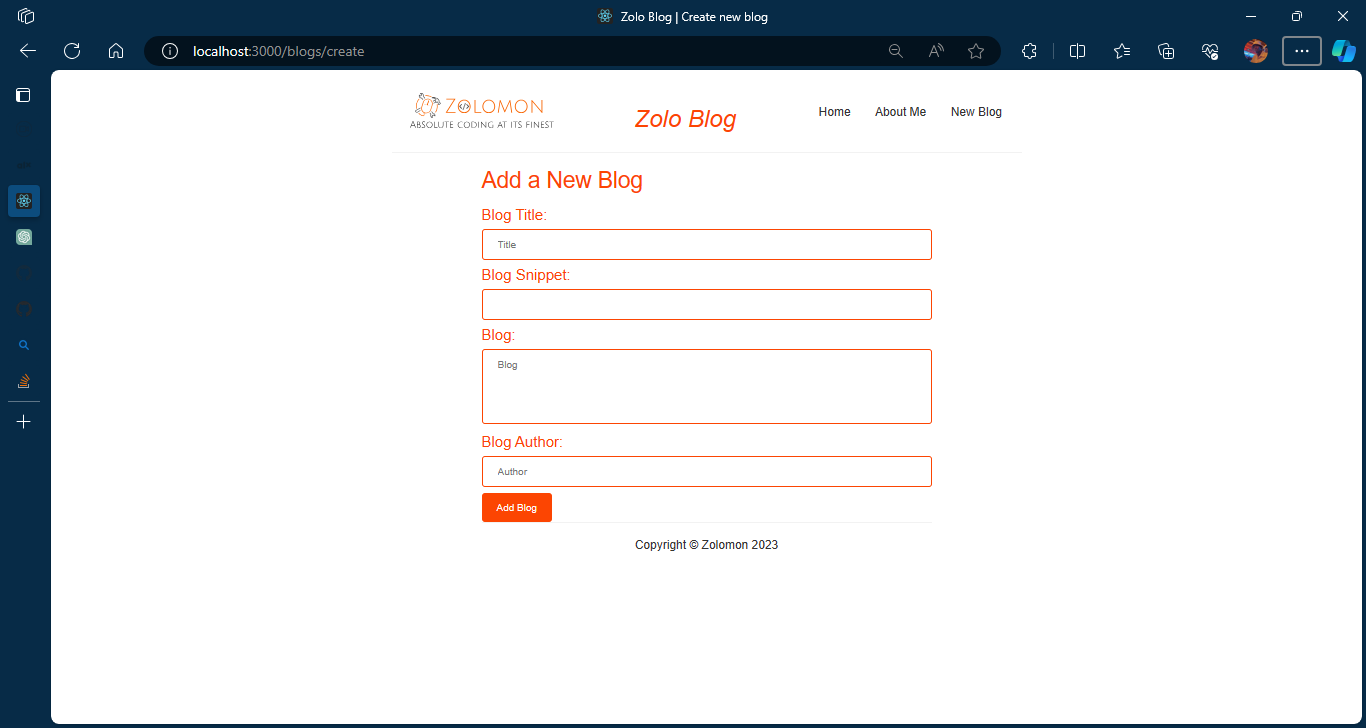 Zolo Blog | Create new blog
localhost:3000/blogs/create
ZOLOMON
ABSOLUTE CODING AT ITS FINEST
Zolo Blog
Home About Me New Blog
Add a New Blog
Blog Title:
Title
Blog Snippet:
Blog:
Blog
Blog Author:
Author
Add Blog
Copyright © Zolomon 2023